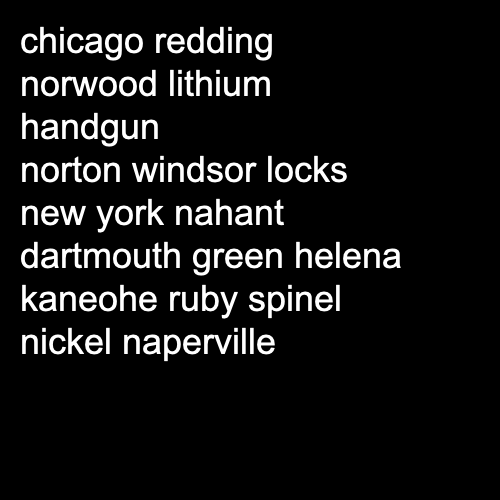 chicago redding
norwood lithium
handgun
norton windsor locks
new york nahant
dartmouth green helena
kaneohe ruby spinel
nickel naperville